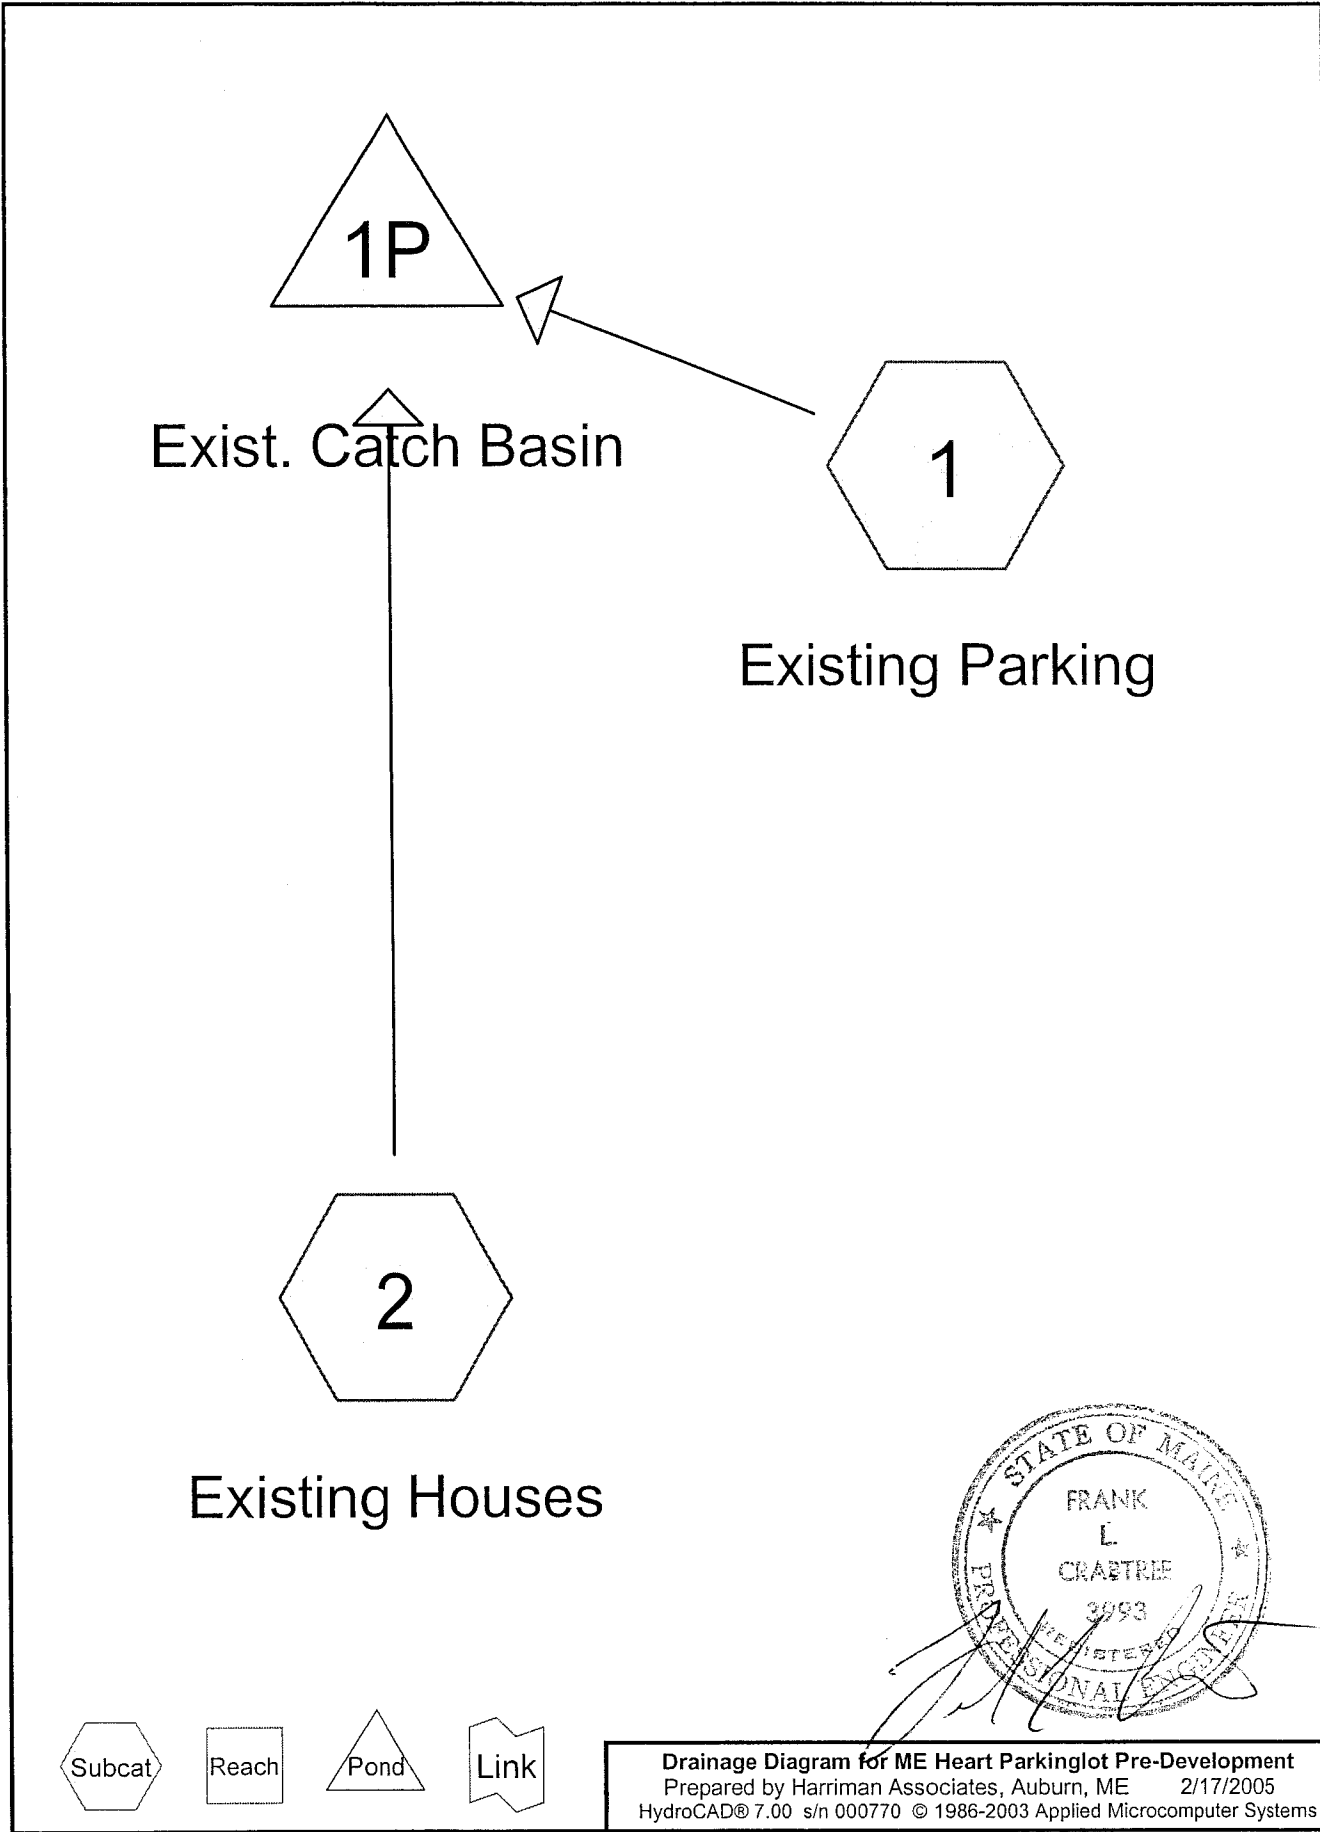 1P
Exist. Catch Basin
1
Existing Parking
2
Existing Houses
STATE OF MAINE
FRANK
L.
CRABTREE
3993
REGISTERED
PROFESSIONAL ENGINEER
Subcat
Reach
Pond
Link
Drainage Diagram for ME Heart Parkinglot Pre-Development
Prepared by Harriman Associates, Auburn, ME 2/17/2005
HydroCAD® 7.00 s/n 000770 © 1986-2003 Applied Microcomputer Systems